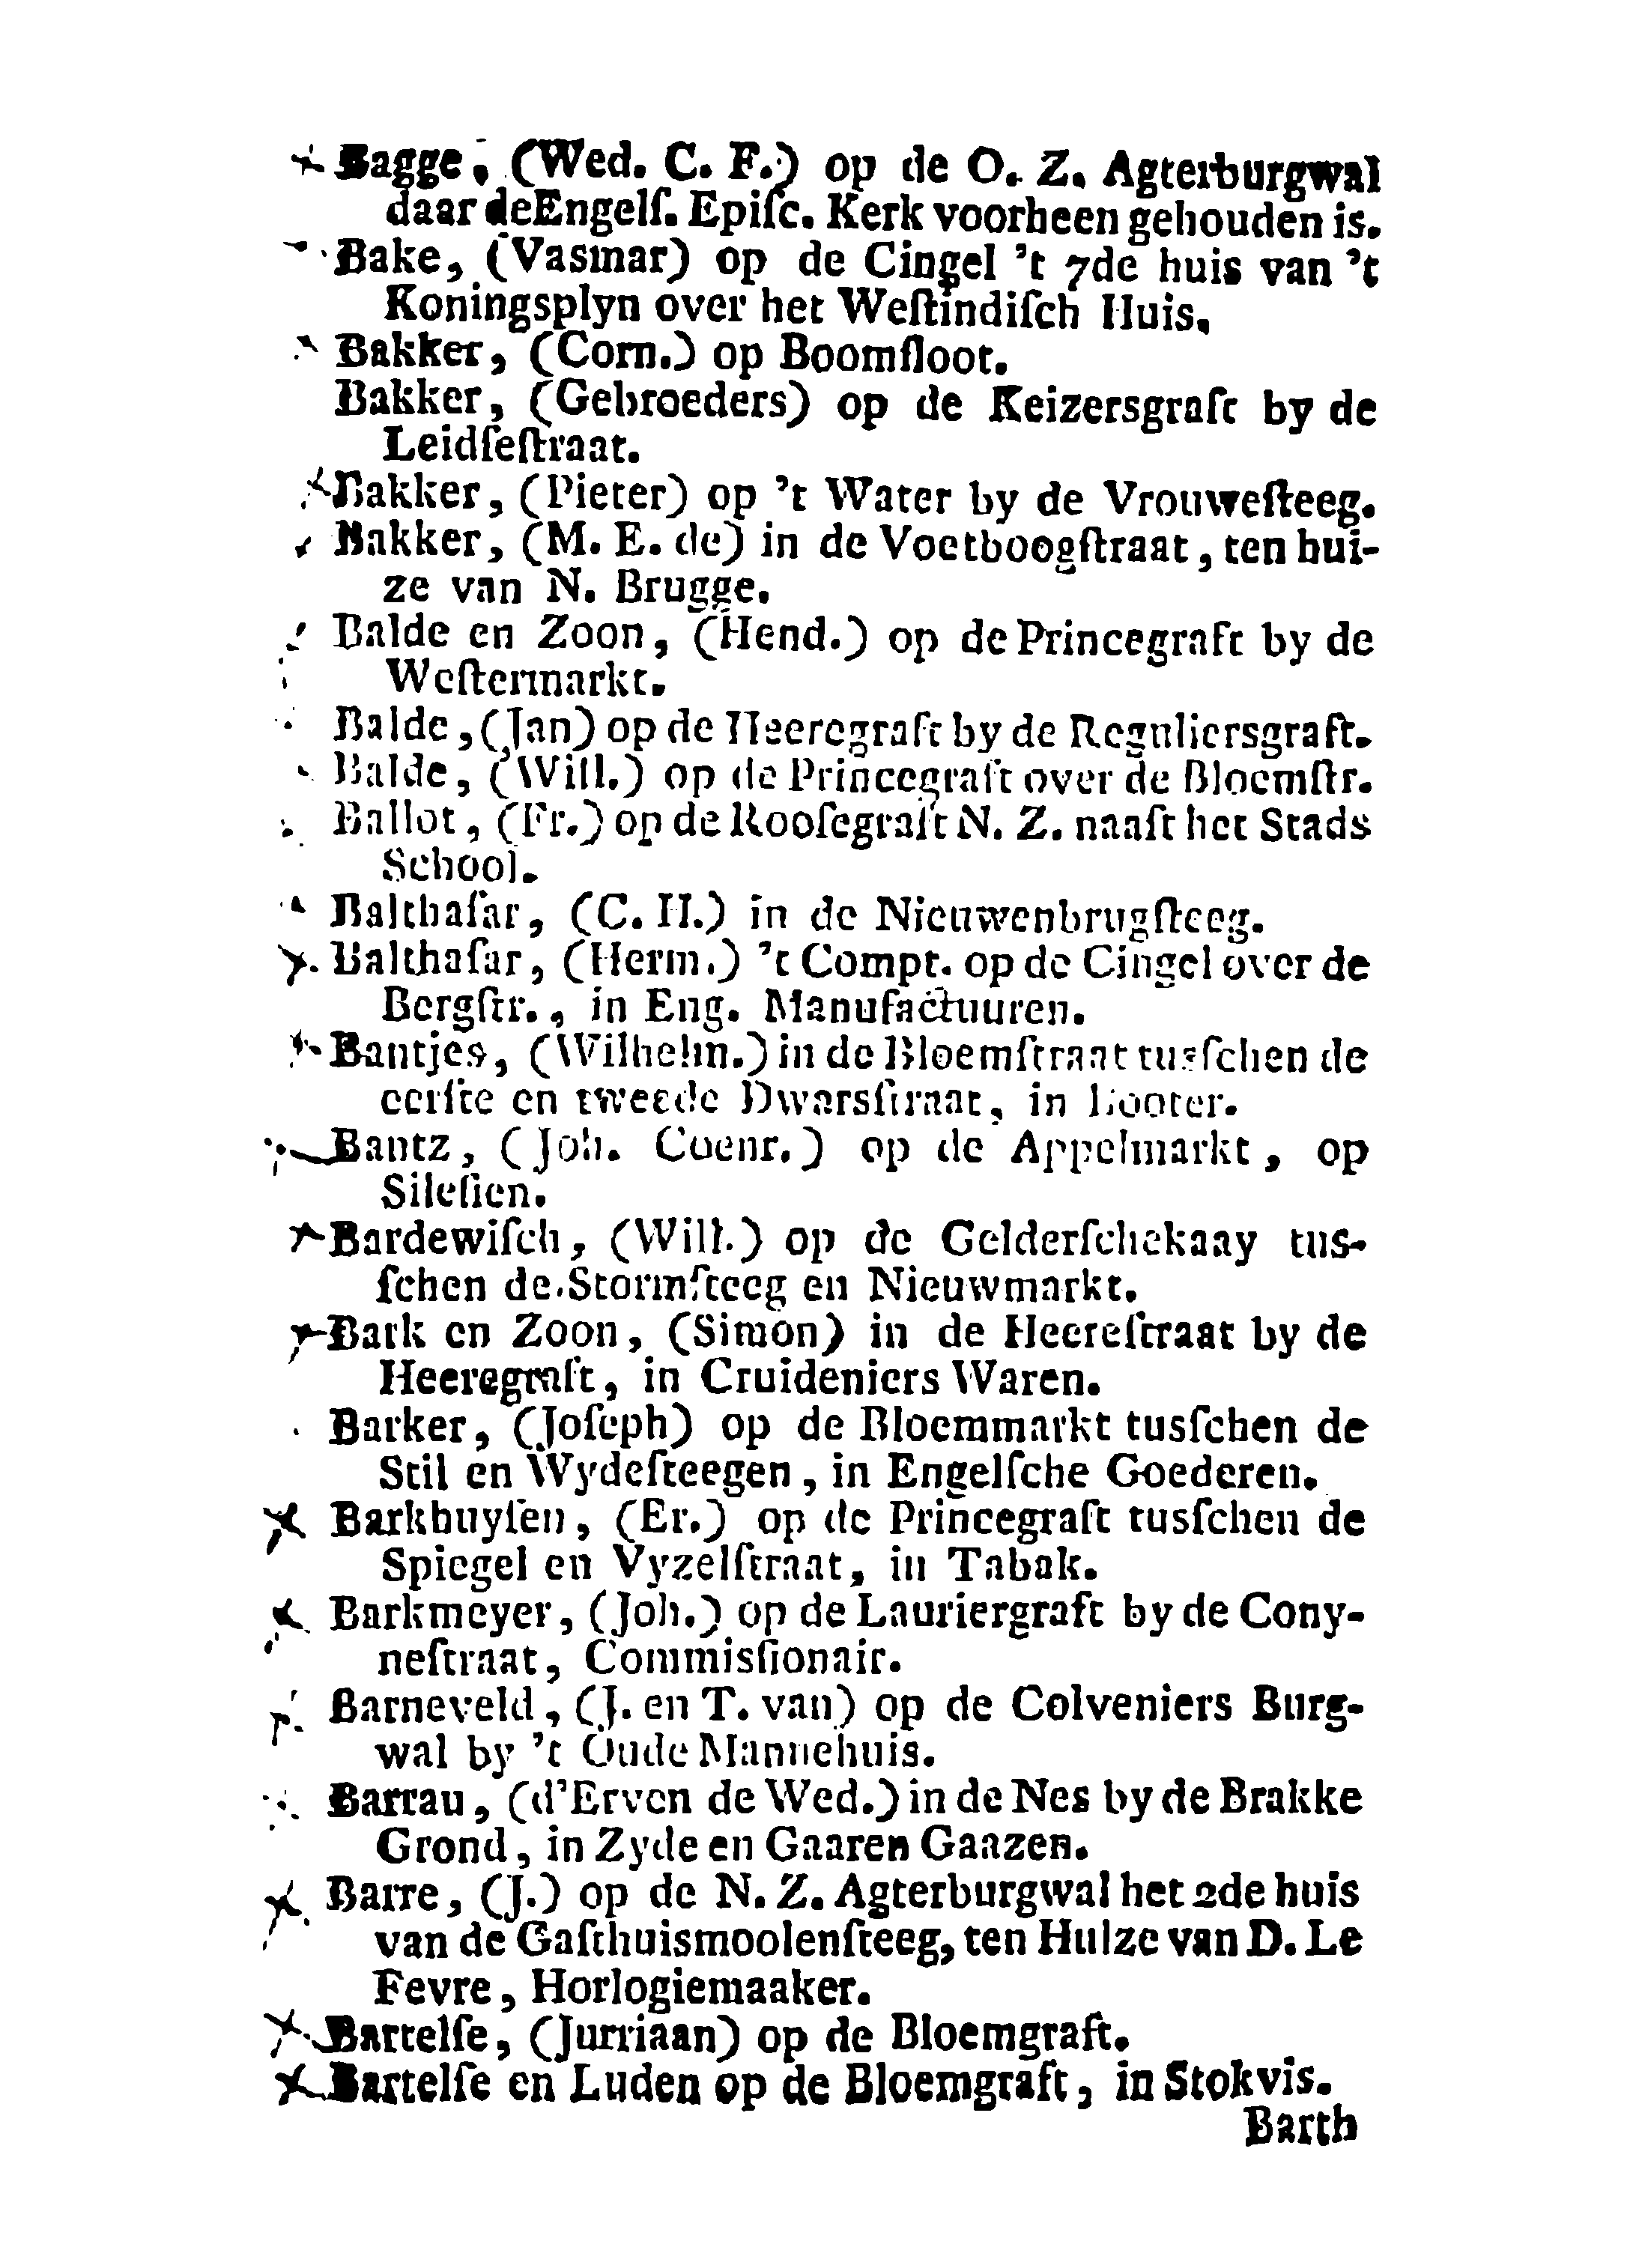 Bagge, (Wed. C. F.) op de O. Z. Agterburgwal
daar de Engelſ. Epiſc. Kerk voorheen gehouden is.
Bake, (Vasmar) op de Cingel 't 7de huis van 't
Koningsplyn over het Weſtindiſch Huis.
Bakker, (Corn.) op Boomſloot.
Bakker, (Gebroeders) op de Keizersgraft by de
Leidſeſtraat.
Bakker, (Pieter) op 't Water by de Vrouweſteeg.
Bakker, (M. E. de) in de Voetboogſtraat, ten hui-
ze van N. Brugge.
Balde en Zoon, (Hend.) op de Princegraft by de
Weſtermarkt.
Balde, (Jan) op de Heeregraft by de Reguliersgraft.
Balde, (Will.) op de Princegraft over de Bloemſtr.
Ballot, (Fr.) op de Rooſegraft N. Z. naaſt het Stads
School.
Balthaſar, (C. H.) in de Nieuwenbrugſteeg.
Balthaſar, (Herm.) 't Compt. op de Cingel over de
Bergſtr., in Eng. Manufactuuren.
Bantjes, (Wilhelm.) in de Bloemſtraat tusſchen de
eerſte en tweede Dwarsſtraat, in Looter.
Bantz, (Joh. Coenr.) op de Appelmarkt, op
Sileſien.
Bardewiſch, (Will.) op de Gelderſchekaay tus-
ſchen de Stormſteeg en Nieuwmarkt.
Bark en Zoon, (Simon) in de Heereſtraat by de
Heeregraft, in Cruideniers Waren.
Barker, (Joſeph) op de Bloemmarkt tusſchen de
Stil en Wydeſteegen, in Engelſche Goederen.
Barkhuyſen, (Er.) op de Princegraft tusſchen de
Spiegel en Vyzelſtraat, in Tabak.
Barkmeyer, (Joh.) op de Lauriergraft by de Cony-
neſtraat, Commisſionair.
Barneveld, (J. en T. van) op de Colveniers Burg-
wal by 't Oude Mannehuis.
Barrau, (d'Erven de Wed.) in de Nes by de Brakke
Grond, in Zyde en Gaaren Gaazen.
Barre, (J.) op de N. Z. Agterburgwal het 2de huis
van de Gaſthuismoolenſteeg, ten Huize van D. Le
Fevre, Horlogiemaaker.
Bartelſe, (Jurriaan) op de Bloemgraft.
Bartelſe en Luden op de Bloemgraft, in Stokvis.
Barth